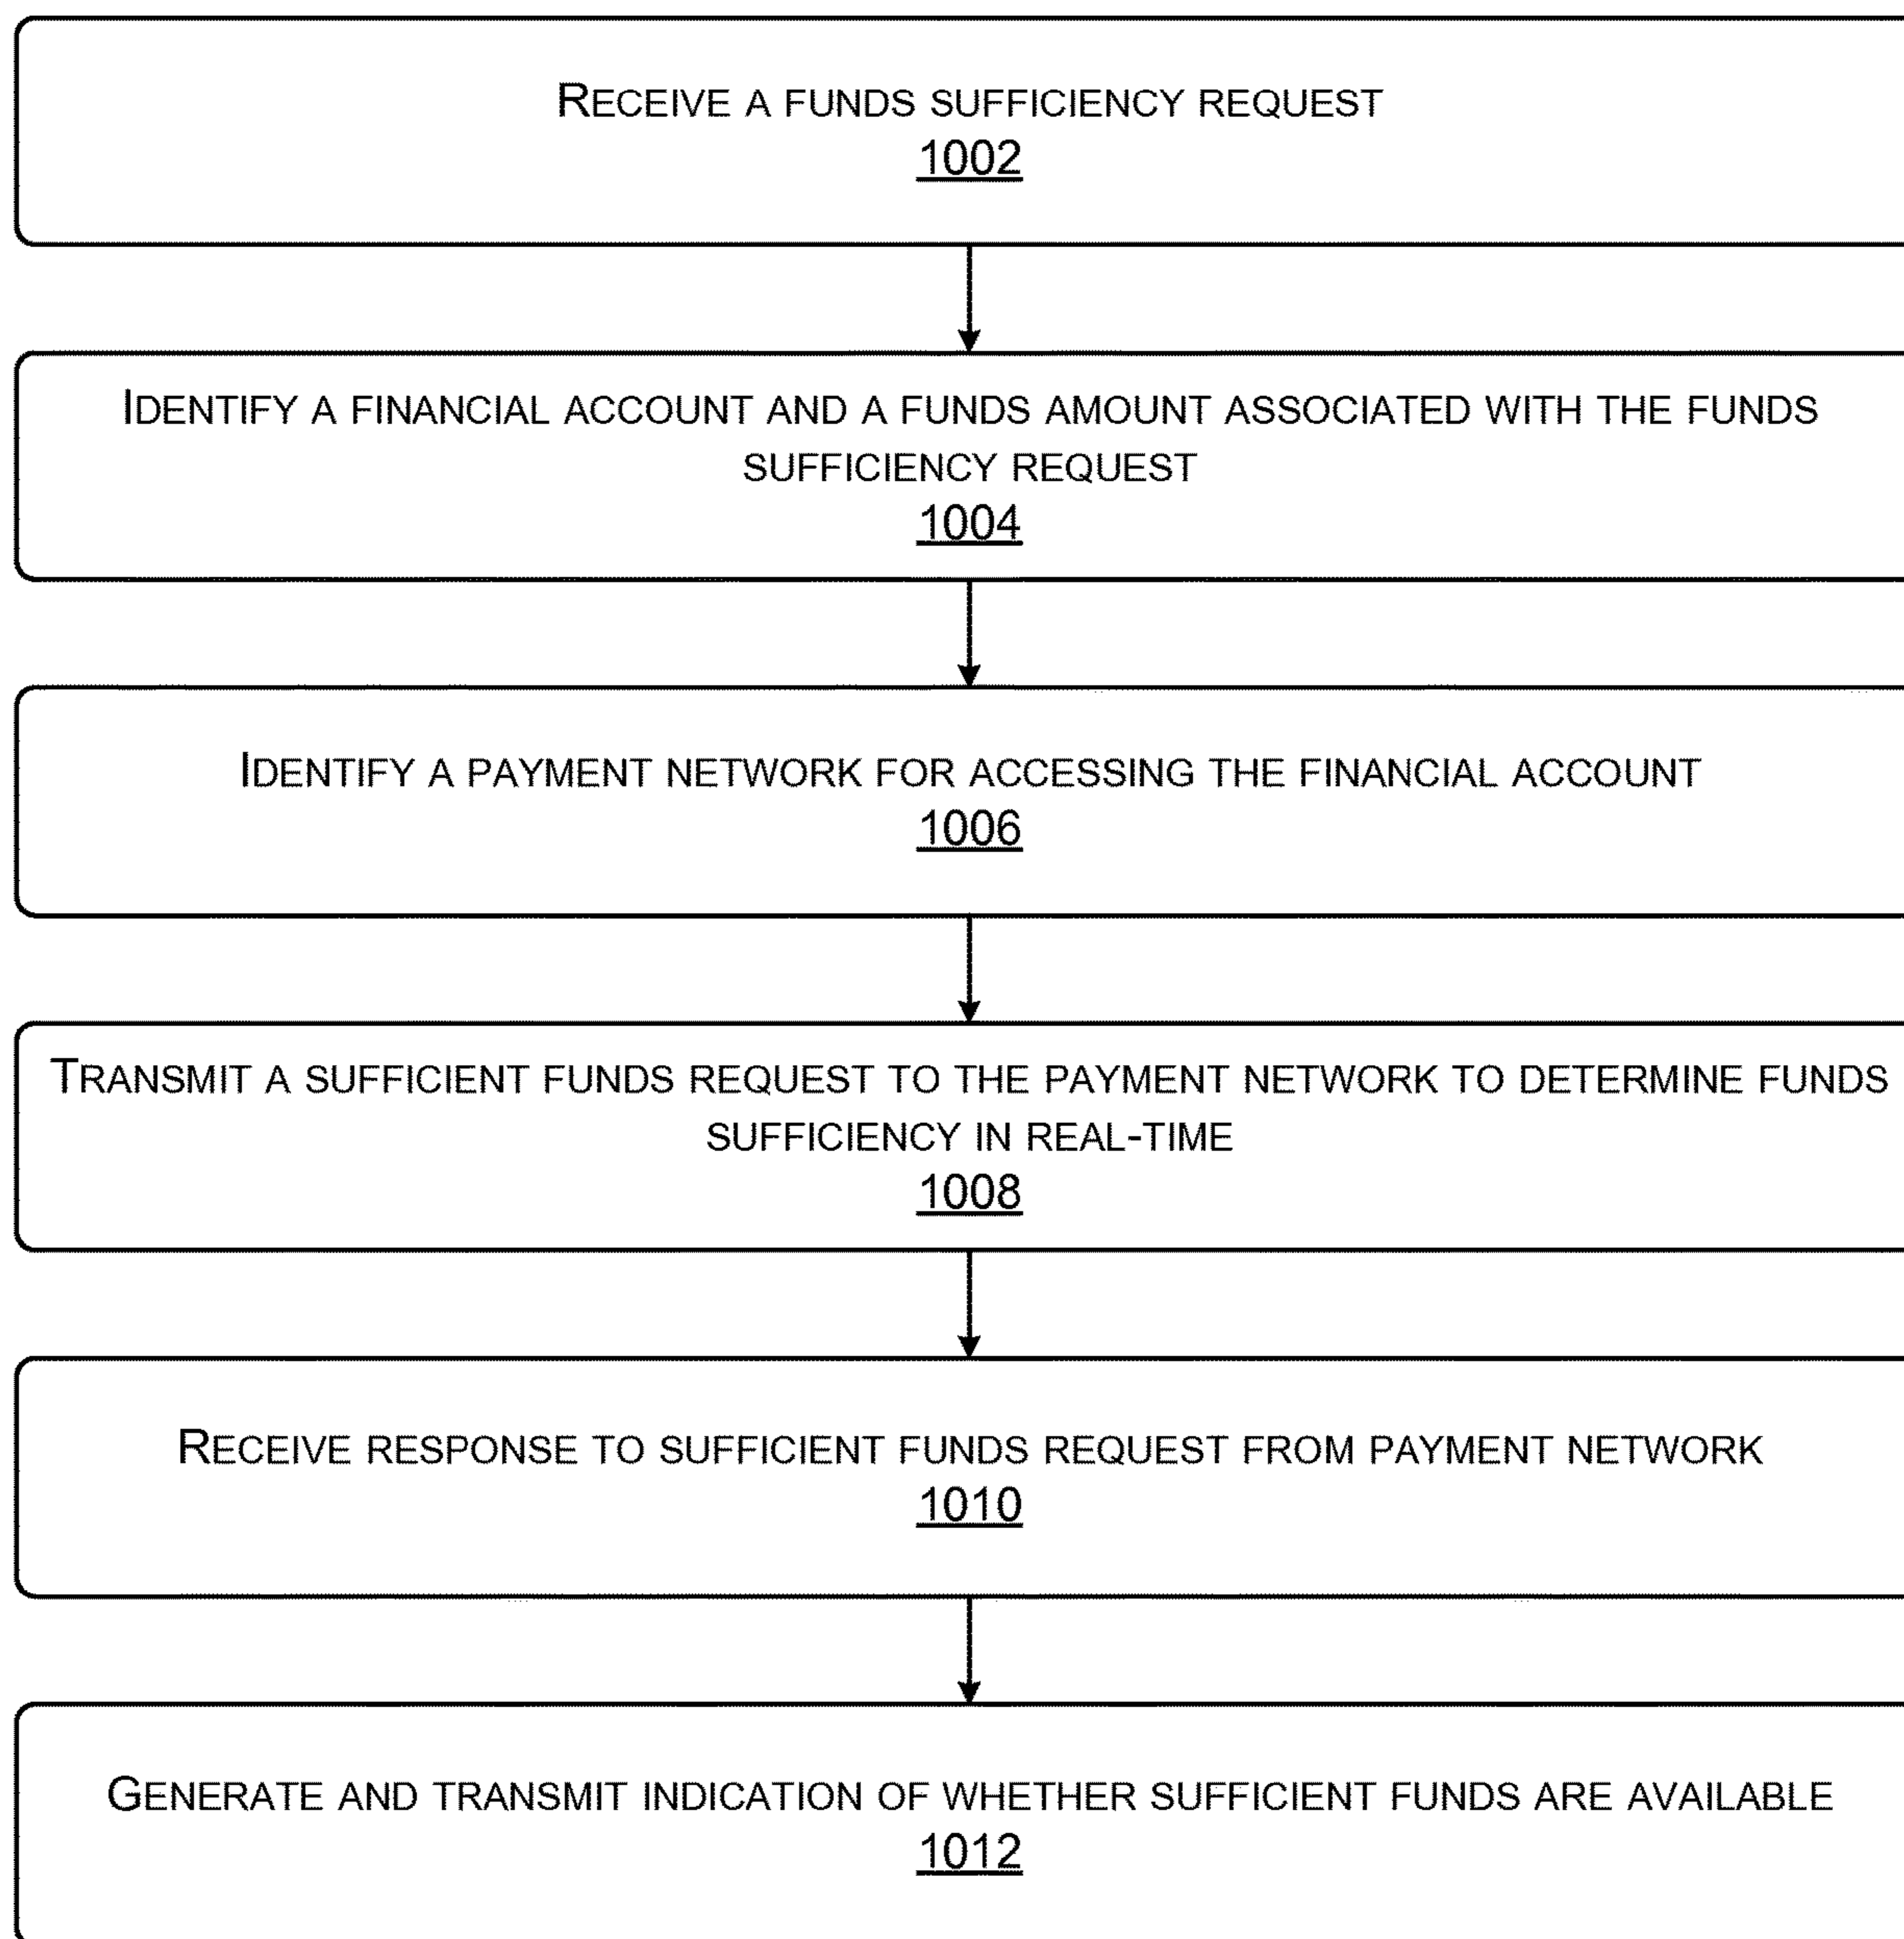 RECEIVE A FUNDS SUFFICIENCY REQUEST
1002
IDENTIFY A FINANCIAL ACCOUNT AND A FUNDS AMOUNT ASSOCIATED WITH THE FUNDS
SUFFICIENCY REQUEST
1004
IDENTIFY A PAYMENT NETWORK FOR ACCESSING THE FINANCIAL ACCOUNT
1006
TRANSMIT A SUFFICIENT FUNDS REQUEST TO THE PAYMENT NETWORK TO DETERMINE FUNDS
SUFFICIENCY IN REAL-TIME
1008
RECEIVE RESPONSE TO SUFFICIENT FUNDS REQUEST FROM PAYMENT NETWORK
1010
GENERATE AND TRANSMIT INDICATION OF WHETHER SUFFICIENT FUNDS ARE AVAILABLE
1012